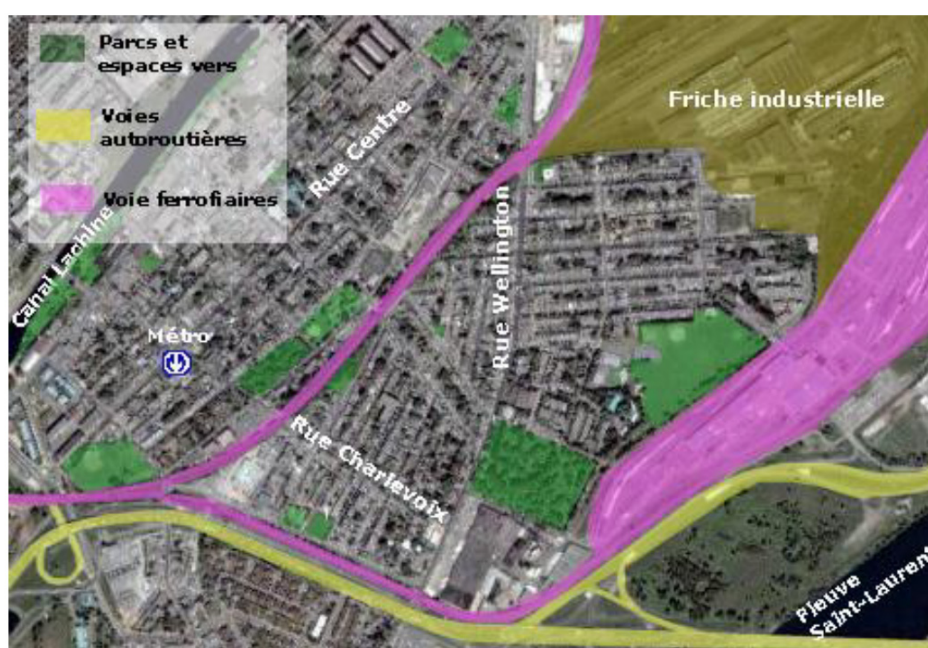 Parcs et
espaces vers
Voies
autoroutières
Voie ferrofiaires
Friche industrielle
Rue Centre
Rue Wellington
Canal Lachine
Métro
Rue Charlevoix
Fleuve
Saint-Laurent